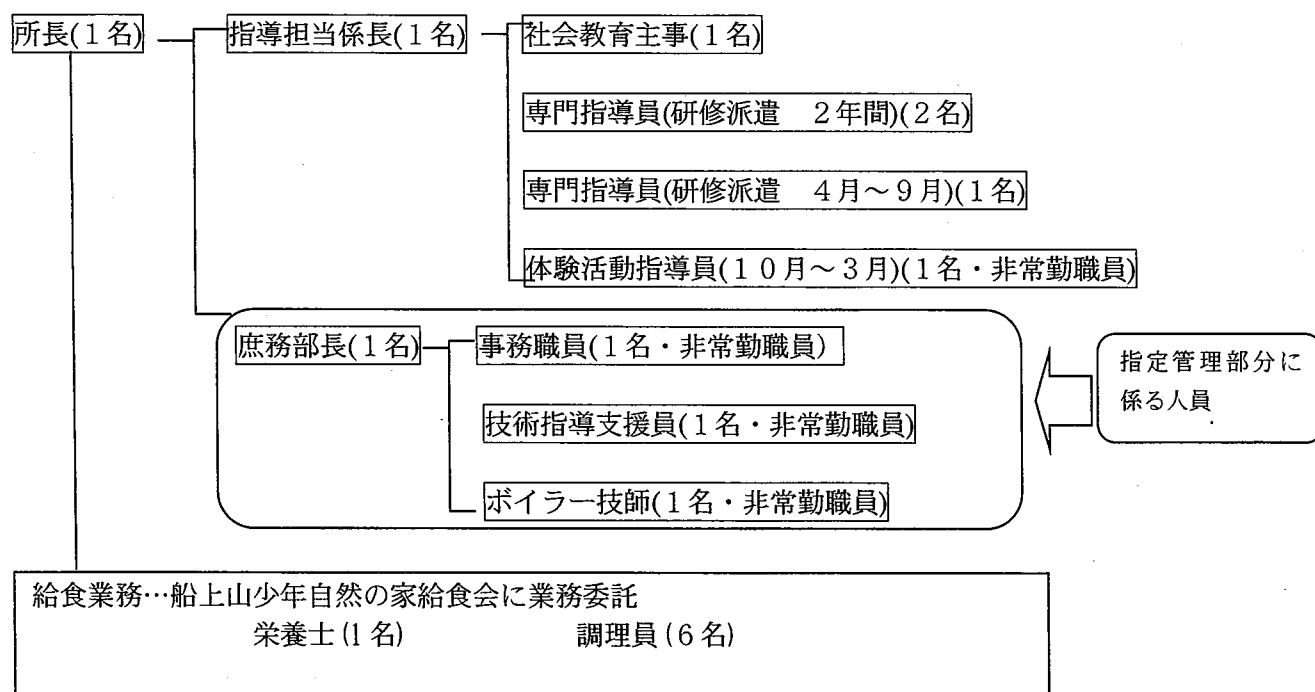 所長(1名)
指導担当係長(1名)
社会教育主事(1名)
専門指導員(研修派遣　2年間)(2名)
専門指導員(研修派遣　4月~9月)(1名)
体験活動指導員(10月~3月)(1名・非常勤職員)
庶務部長(1名)
事務職員(1名・非常勤職員)
指定管理部分に
係る人員
技術指導支援員(1名・非常勤職員)
ボイラー技師(1名・非常勤職員)
給食業務…船上山少年自然の家給食会に業務委託
栄養士(1名)　調理員(6名)